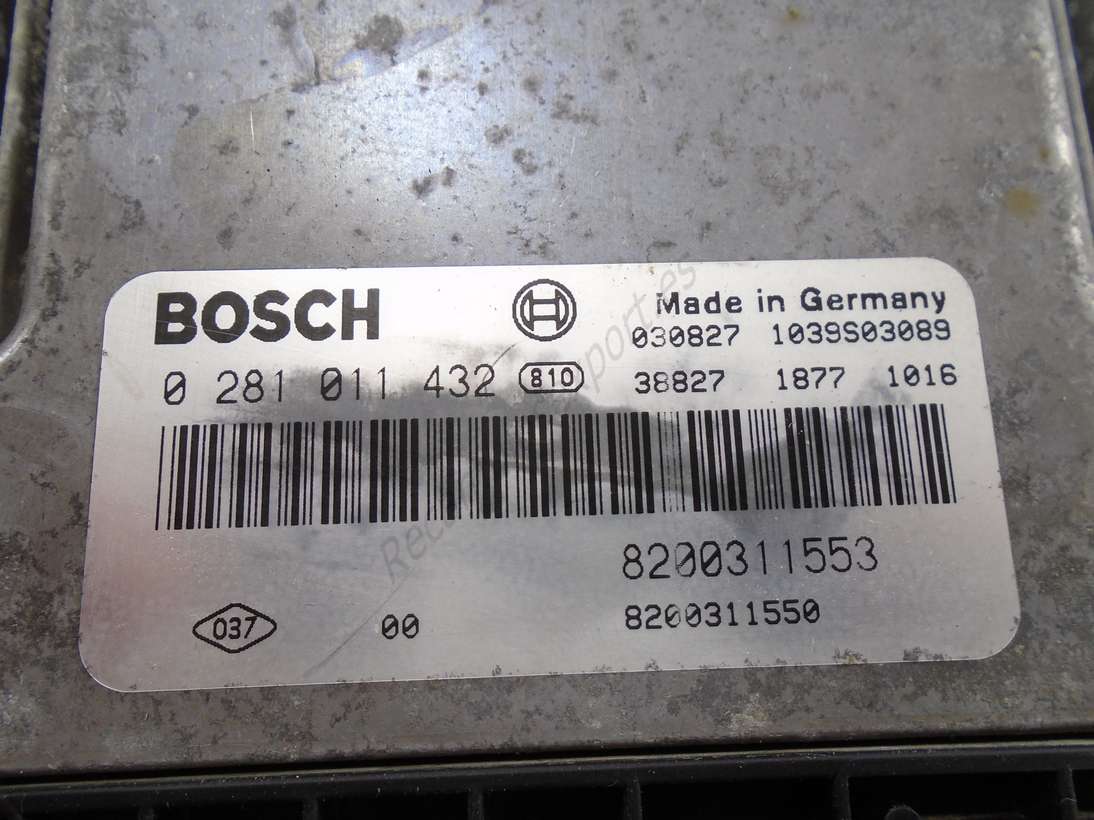 BOSCH
Made in Germany
030827 1039S03089
0 281 011 432 810 38827 1877 1016
8200311553
037 00 8200311550